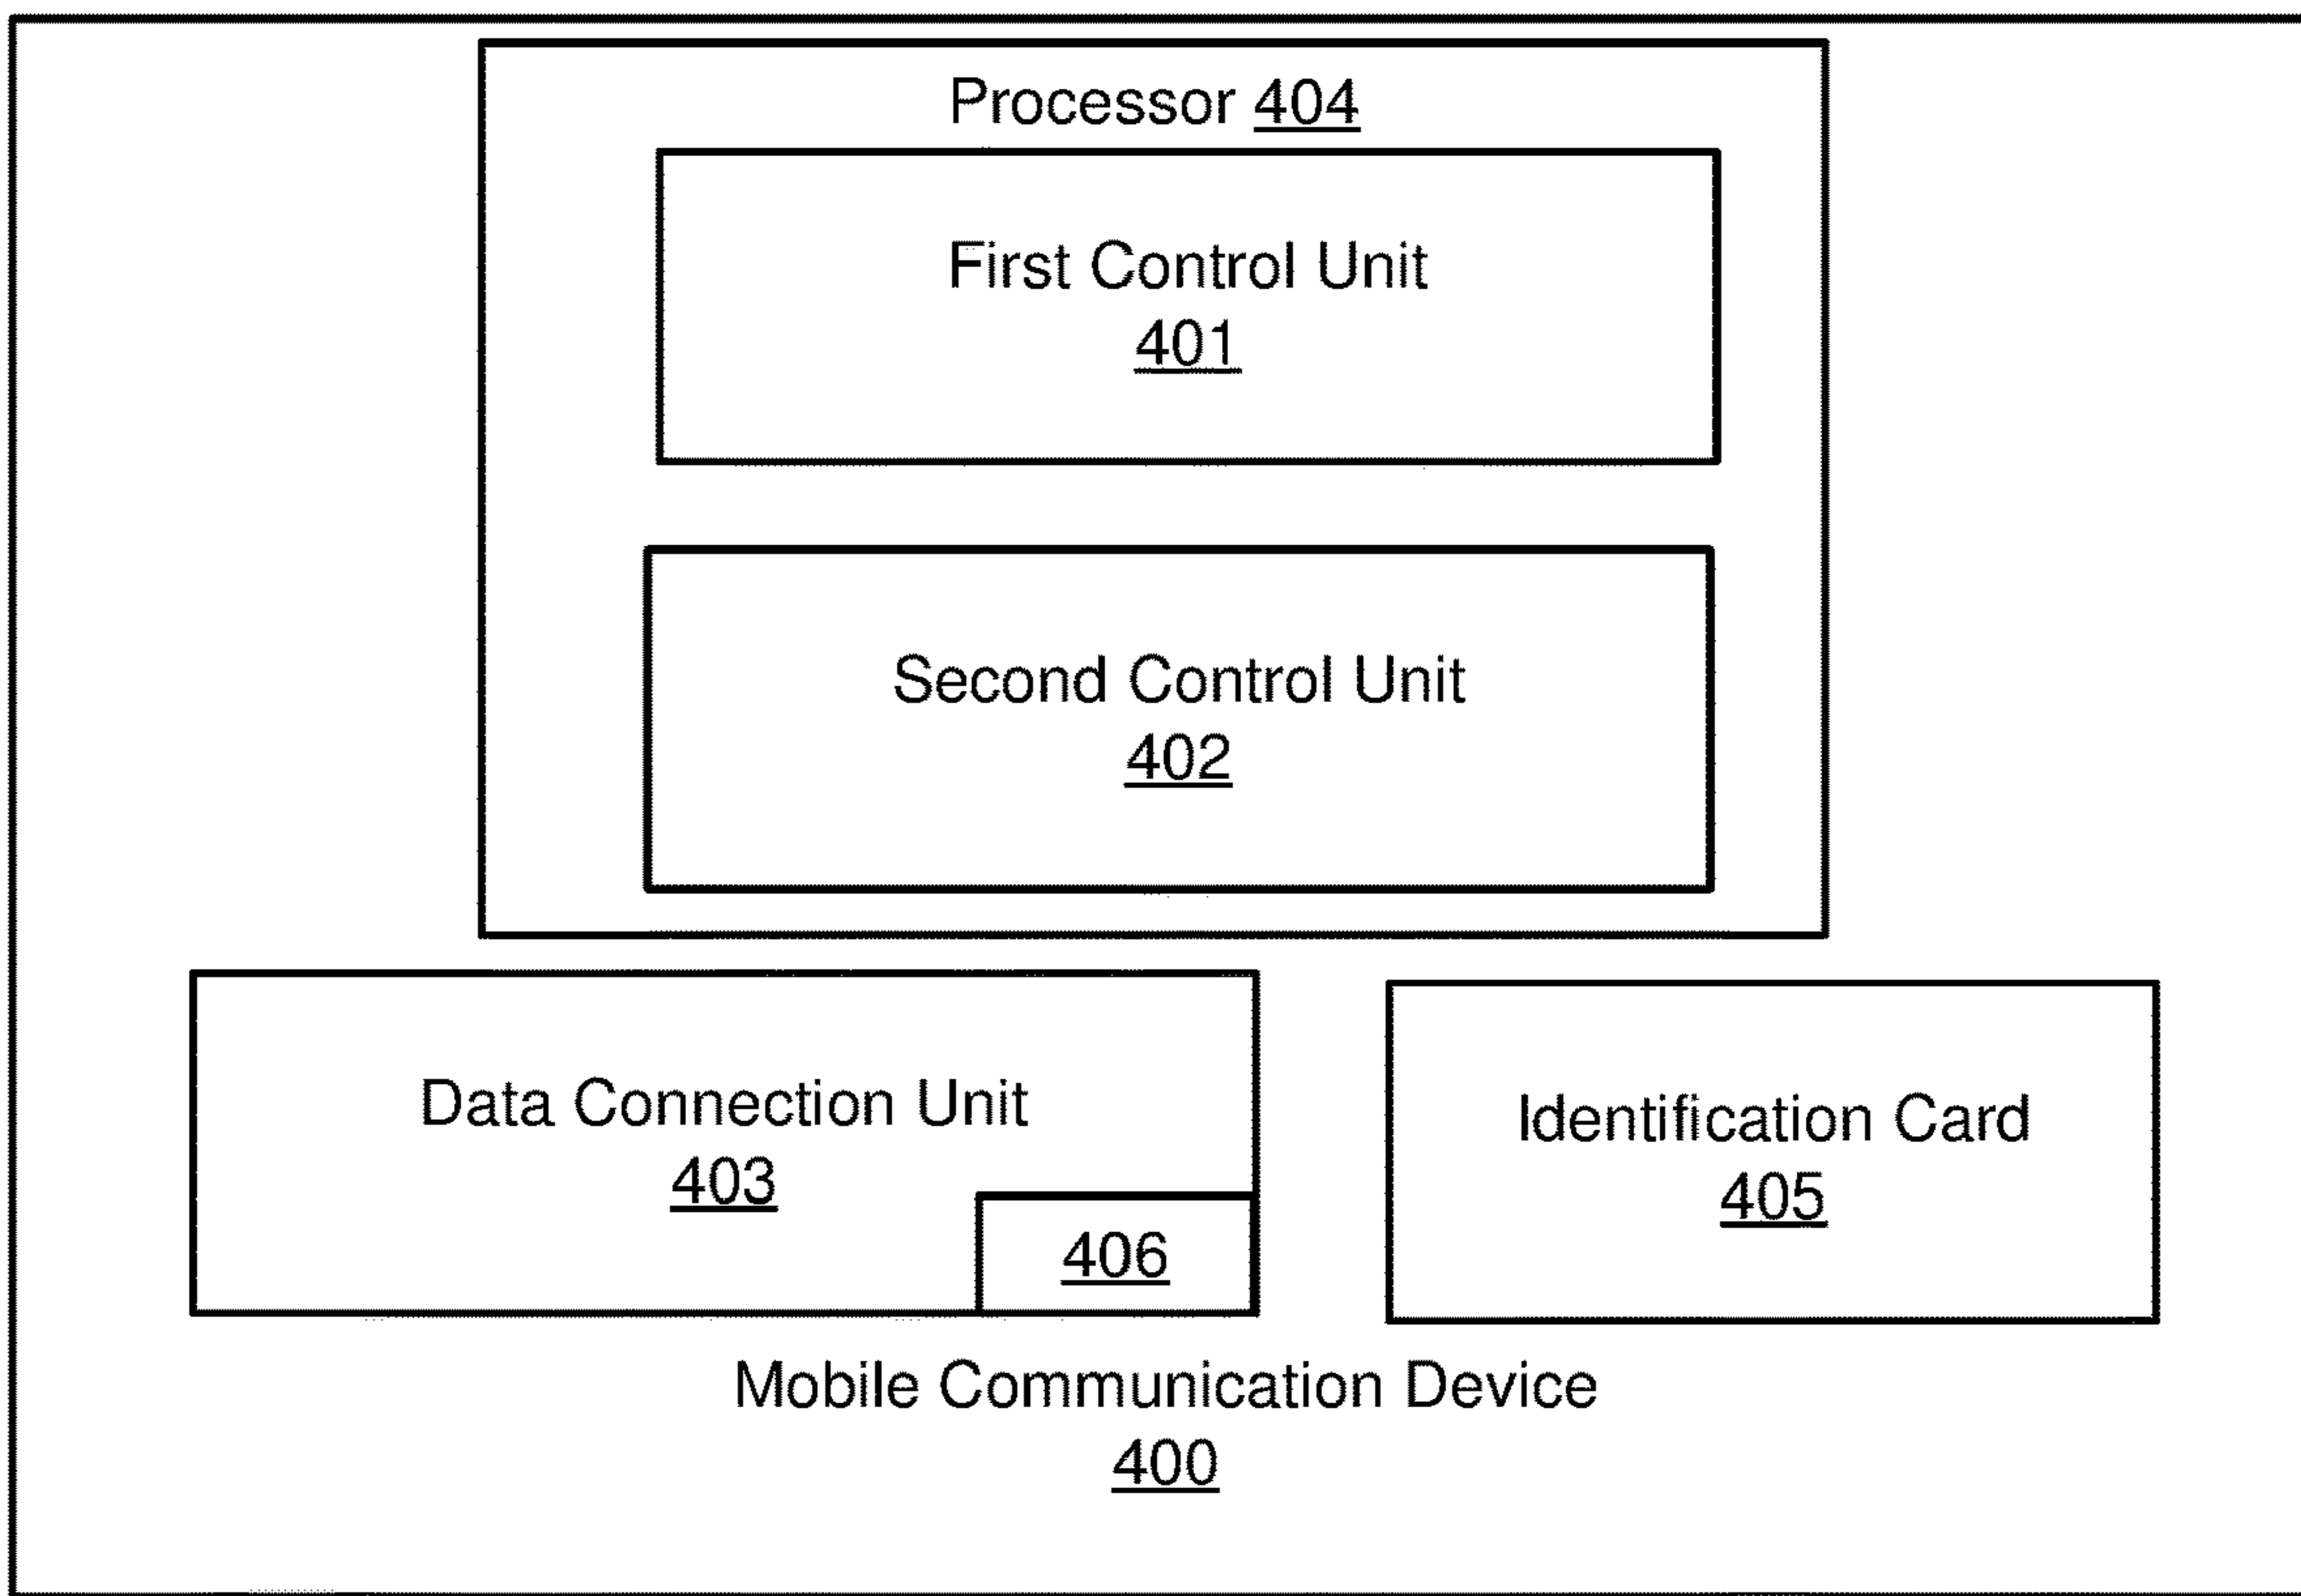 Processor 404
First Control Unit
401
Second Control Unit
402
Data Connection Unit
403
406
Identification Card
405
Mobile Communication Device
400